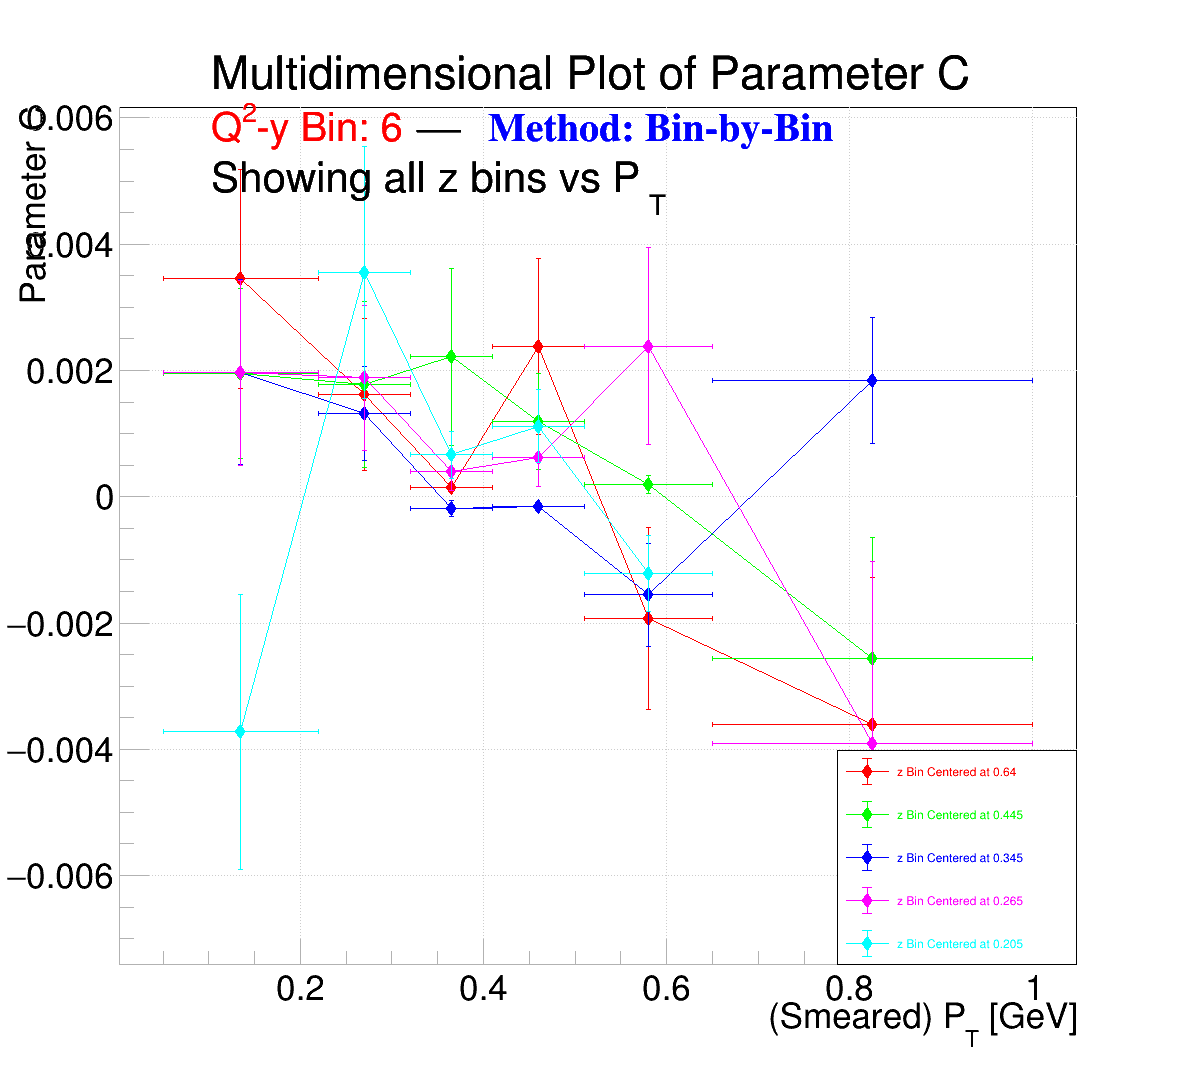 Multidimensional Plot of Parameter C
Q2-y Bin: 6 — Method: Bin-by-Bin
Showing all z bins vs PT
Parameter C
0.006
0.004
0.002
0
−0.002
−0.004
−0.006
z Bin Centered at 0.64
z Bin Centered at 0.445
z Bin Centered at 0.345
z Bin Centered at 0.265
z Bin Centered at 0.205
0.2 0.4 0.6 0.8 1
(Smeared) PT [GeV]